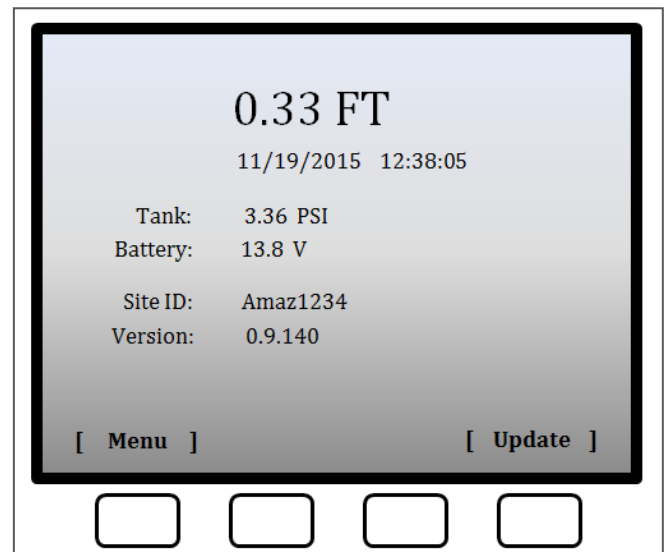 0.33 FT
11/19/2015 12:38:05
Tank: 3.36 PSI
Battery: 13.8 V
Site ID: Amaz1234
Version: 0.9.140
[ Menu ] [ Update ]